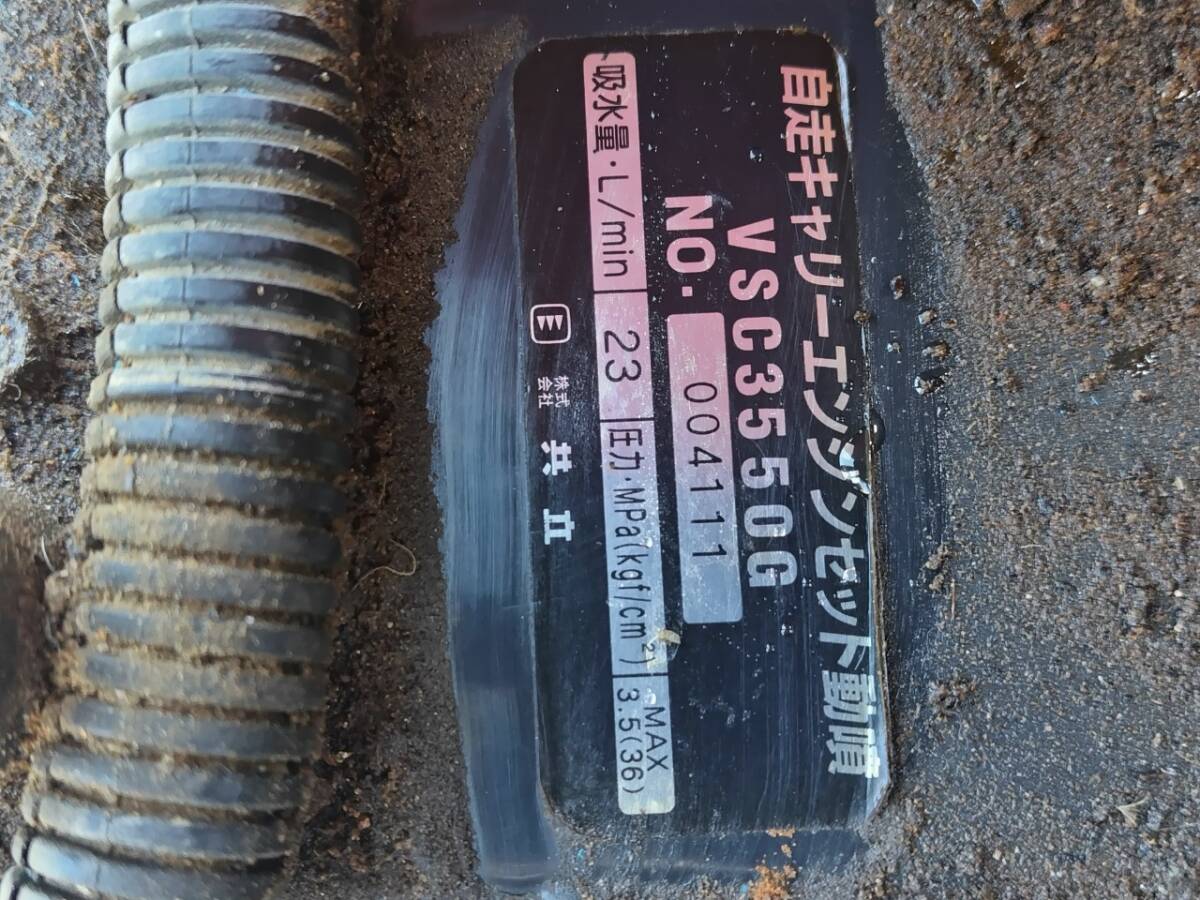 自走キャリーエンジンセット動噴
VSC3550G
NO. 004111
吸水量・L/min 23 圧力・MPa(kgf/cm²) MAX 3.5(36)
株式会社 共立